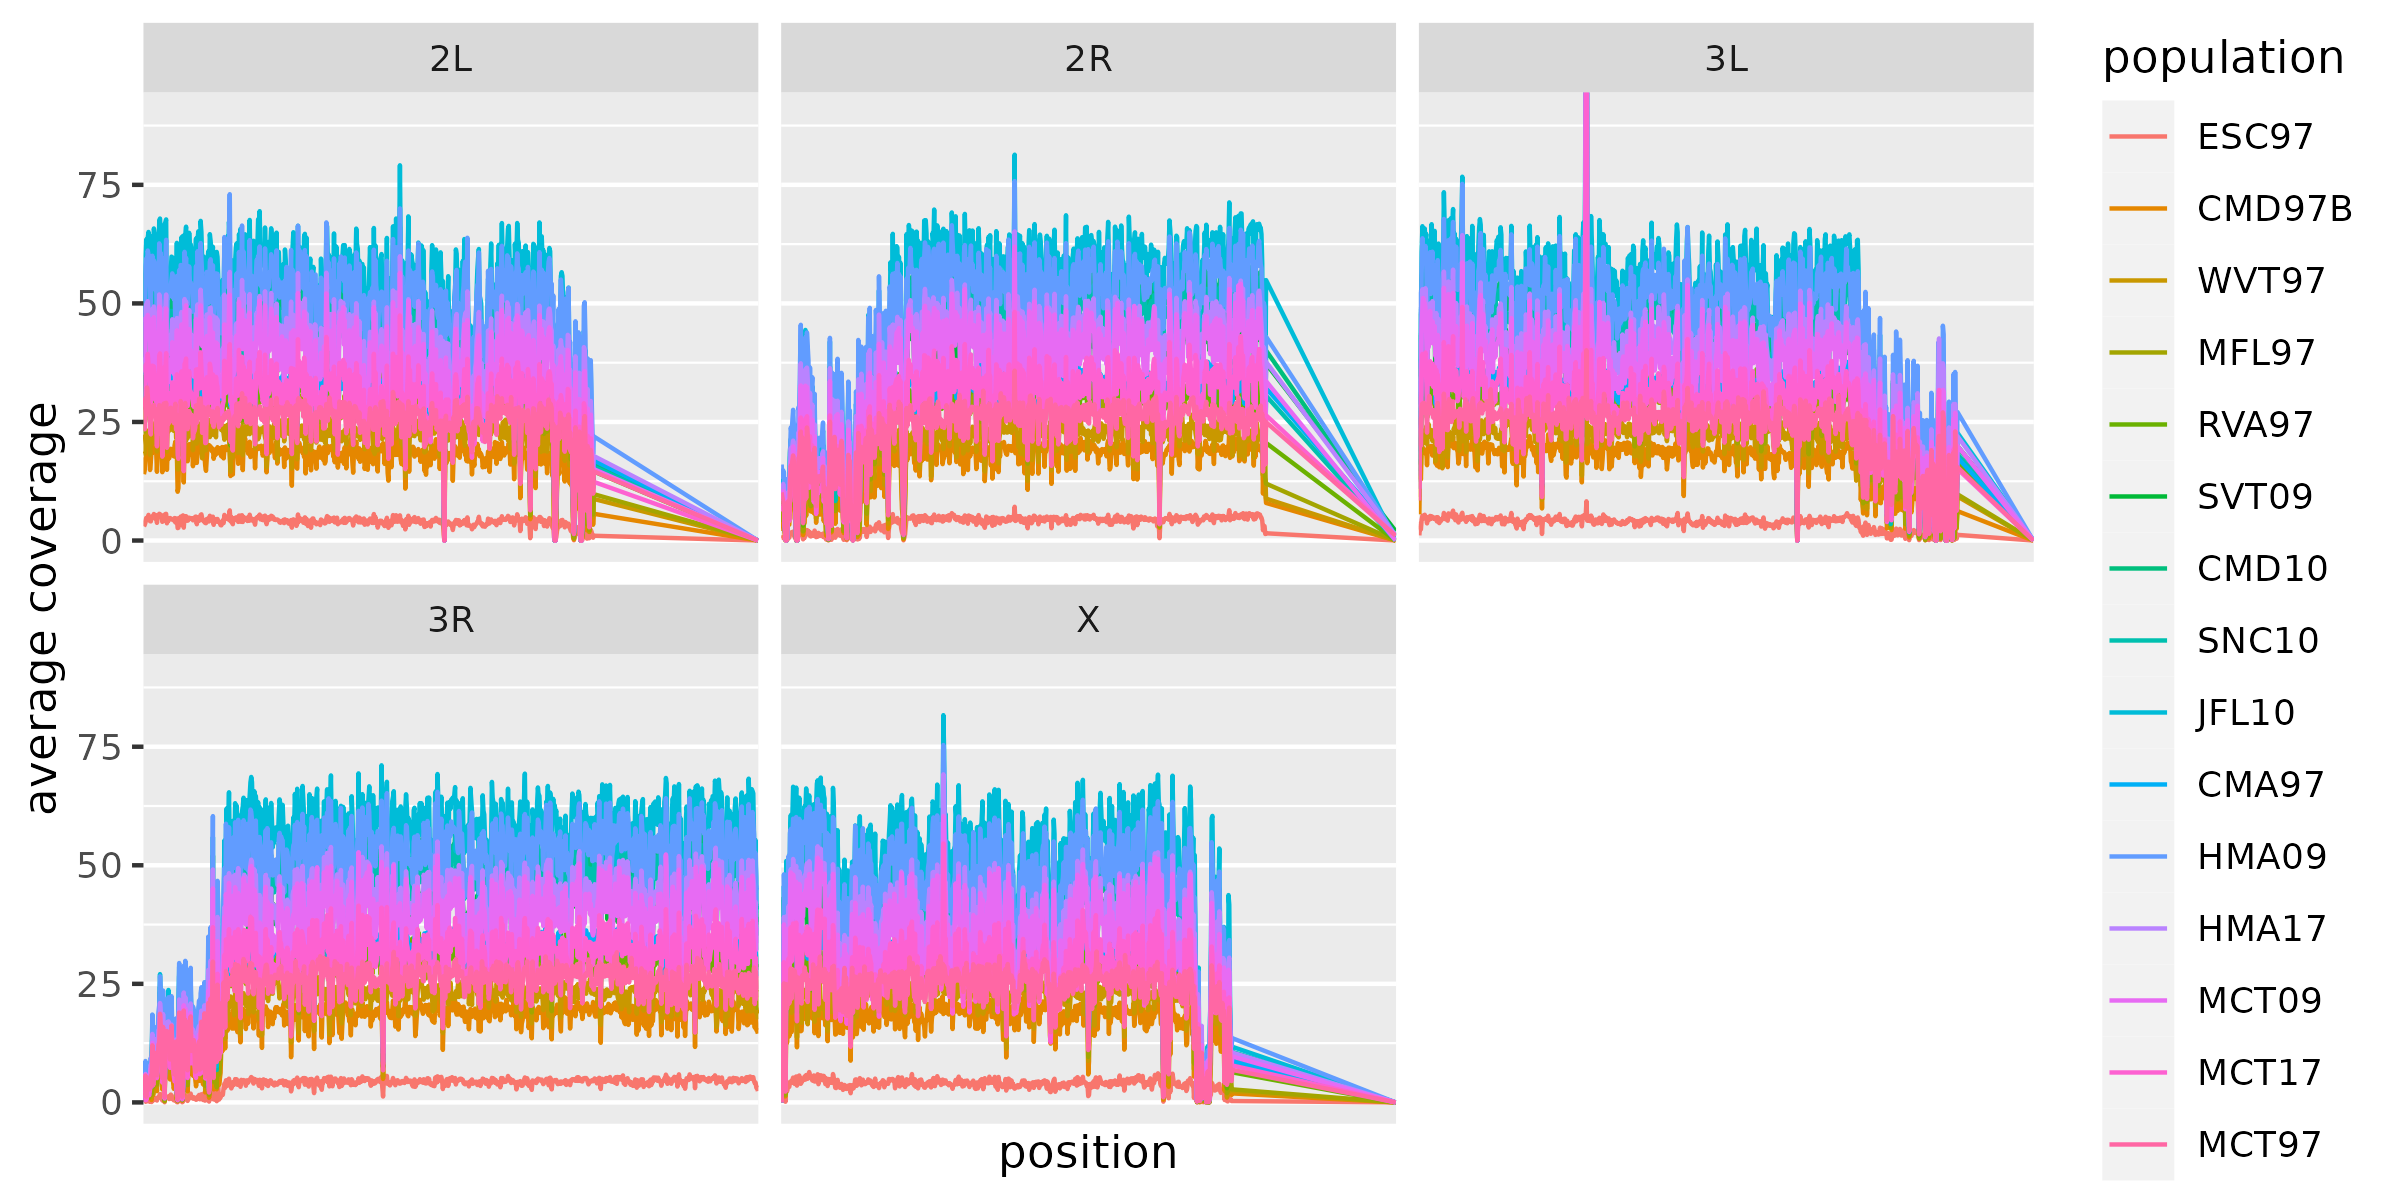 2L
2R
3L
75
50
25
0
3R
X
75
50
25
0
average coverage
position
population
ESC97
CMD97B
WVT97
MFL97
RVA97
SVT09
CMD10
SNC10
JFL10
CMA97
HMA09
HMA17
MCT09
MCT17
MCT97